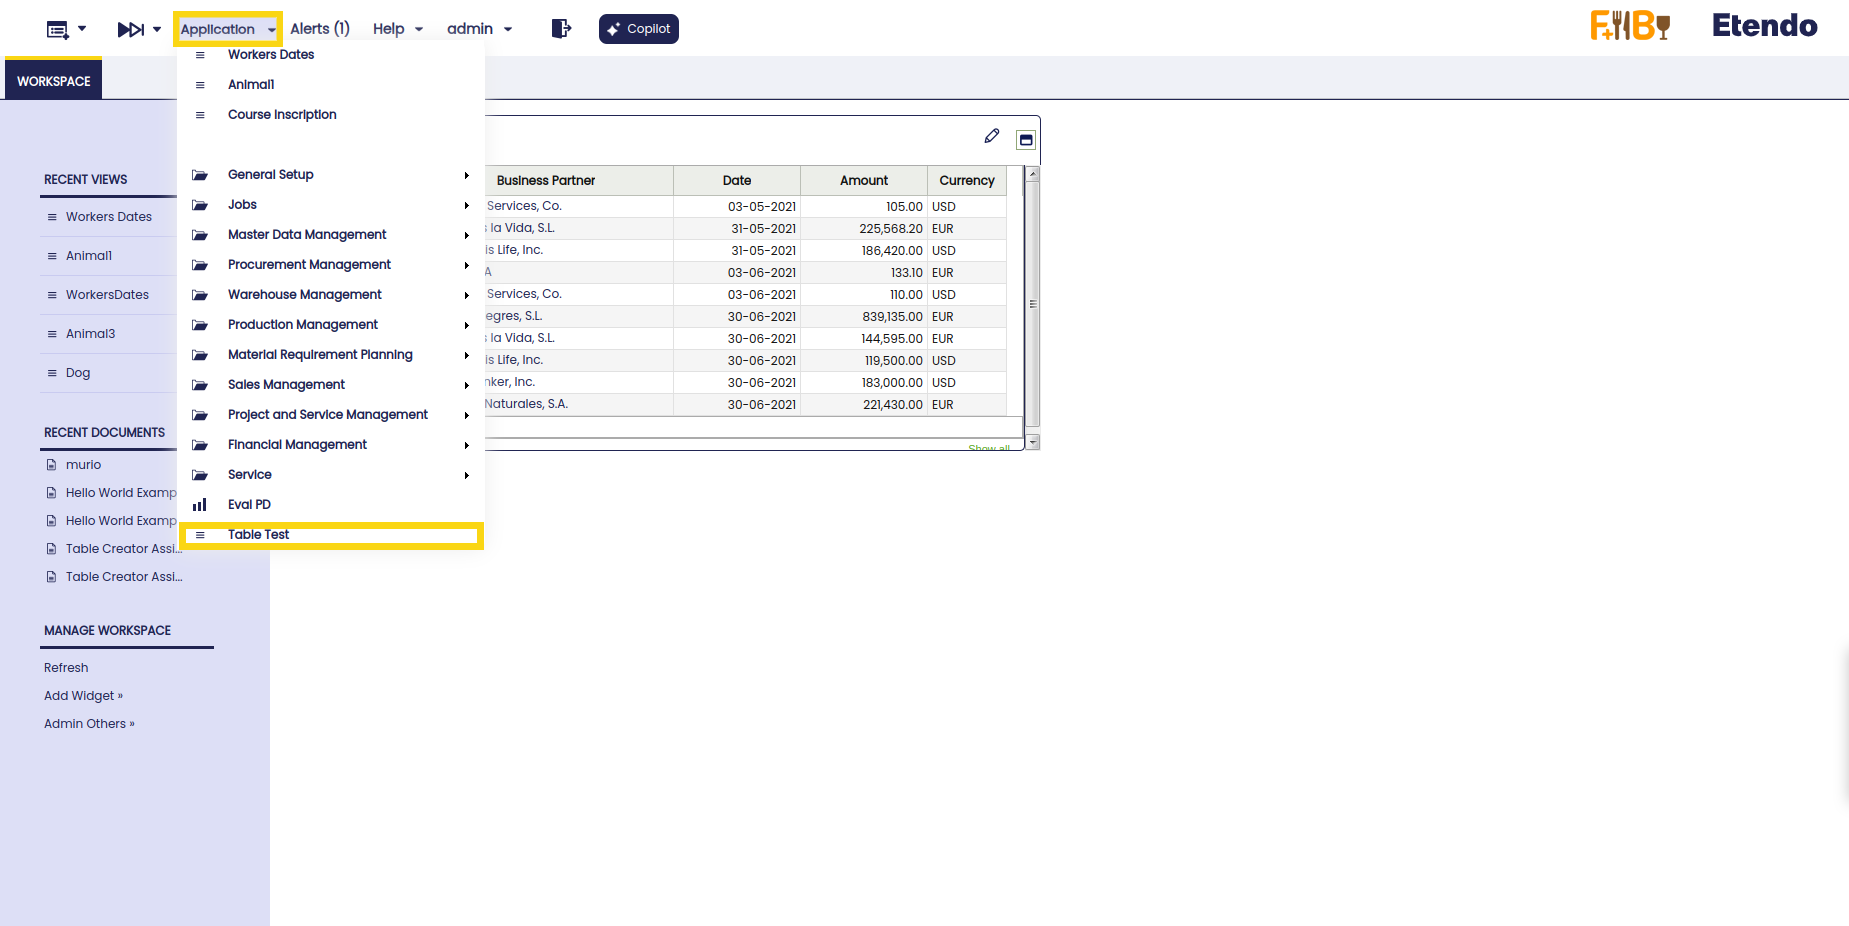 Application Alerts (1) Help admin Copilot F+B Etendo
WORKSPACE
Workers Dates
Animal1
Course Inscription
General Setup
Jobs
Master Data Management
Procurement Management
Warehouse Management
Production Management
Material Requirement Planning
Sales Management
Project and Service Management
Financial Management
Service
Eval PD
Table Test
RECENT VIEWS
Workers Dates
Animal1
WorkersDates
Animal3
Dog
RECENT DOCUMENTS
murio
Hello World Examp
Hello World Examp
Table Creator Assi...
Table Creator Assi...
MANAGE WORKSPACE
Refresh
Add Widget »
Admin Others »
Business Partner Date Amount Currency
Services, Co. 03-05-2021 105.00 USD
s la Vida, S.L. 31-05-2021 225,568.20 EUR
is Life, Inc. 31-05-2021 186,420.00 USD
A 03-06-2021 133.10 EUR
Services, Co. 03-06-2021 110.00 USD
egres, S.L. 30-06-2021 839,135.00 EUR
s la Vida, S.L. 30-06-2021 144,595.00 EUR
is Life, Inc. 30-06-2021 119,500.00 USD
nker, Inc. 30-06-2021 183,000.00 USD
Naturales, S.A. 30-06-2021 221,430.00 EUR
Show all